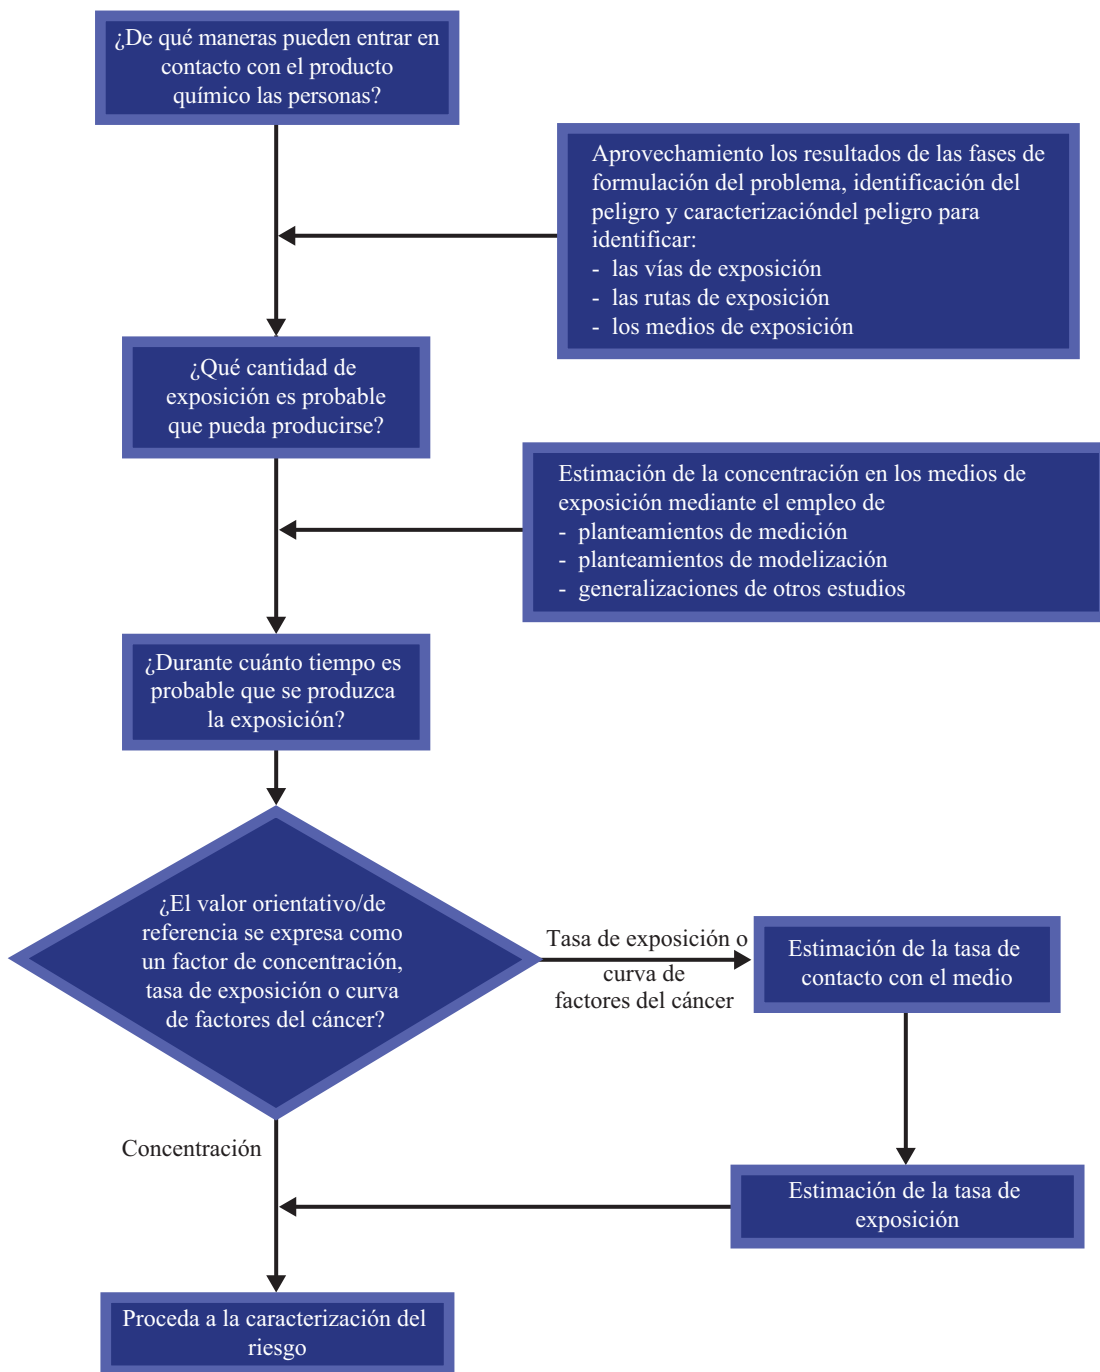 ¿De qué maneras pueden entrar en
contacto con el producto
químico las personas?
Aprovechamiento los resultados de las fases de
formulación del problema, identificación del
peligro y caracterizacióndel peligro para
identificar:
- las vías de exposición
- las rutas de exposición
- los medios de exposición
¿Qué cantidad de
exposición es probable
que pueda producirse?
Estimación de la concentración en los medios de
exposición mediante el empleo de
- planteamientos de medición
- planteamientos de modelización
- generalizaciones de otros estudios
¿Durante cuánto tiempo es
probable que se produzca
la exposición?
¿El valor orientativo/de
referencia se expresa como
un factor de concentración,
tasa de exposición o curva
de factores del cáncer?
Tasa de exposición o
curva de
factores del cáncer
Estimación de la tasa de
contacto con el medio
Concentración
Estimación de la tasa de
exposición
Proceda a la caracterización del
riesgo